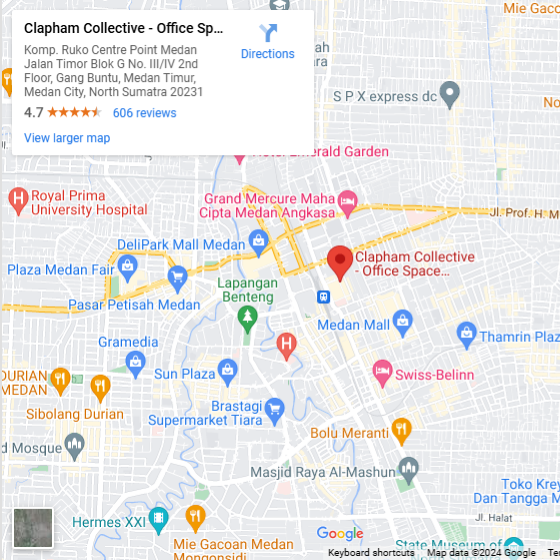 Clapham Collective - Office Sp...
Komp. Ruko Centre Point Medan
Jalan Timor Blok G No. III/IV 2nd
Floor, Gang Buntu, Medan Timur,
Medan City, North Sumatra 20231
4.7 606 reviews
View larger map
Directions
Mie Gacoan
Medan
S P X express dc
Emerald Garden
Royal Prima
University Hospital
Grand Mercure Maha
Cipta Medan Angkasa
Jl. Prof. H. M
DeliPark Mall Medan
Clapham Collective
- Office Space...
Plaza Medan Fair
Pasar Petisah Medan
Lapangan
Benteng
Medan Mall
Thamrin Plaz
Gramedia
Sun Plaza
Swiss-Belinn
DURIAN
MEDAN
Sibolang Durian
Brastagi
Supermarket Tiara
Bolu Meranti
d Mosque
Masjid Raya Al-Mashun
Toko Krey
Dan Tangga M
Jl. Halat
Hermes XXI
Mie Gacoan Medan
Mongonsidi
State Museum of
Google
Keyboard shortcuts
Map data ©2024 Google
Te